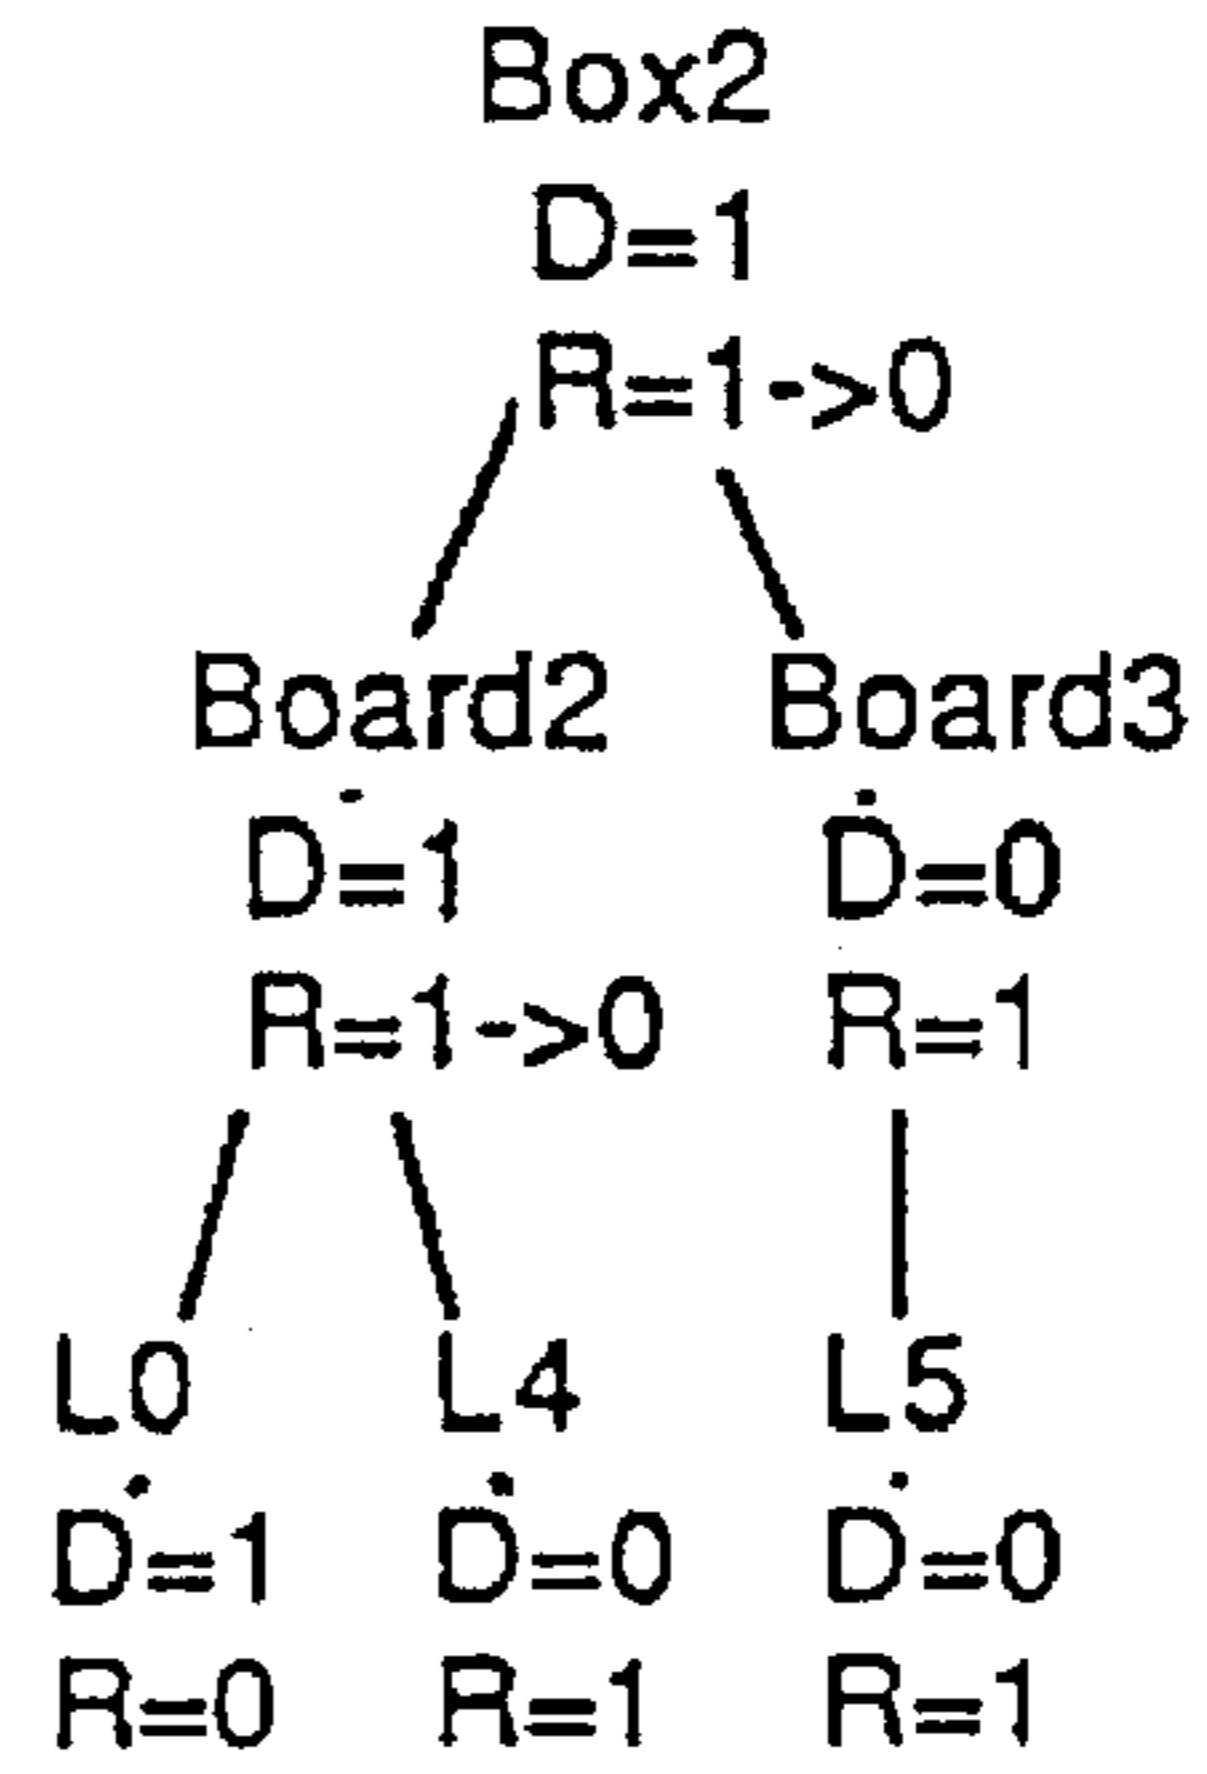 Box2
D=1
R=1->0
Board2 Board3
D=1 D=0
R=1->0 R=1
L0 L4 L5
D=1 D=0 D=0
R=0 R=1 R=1